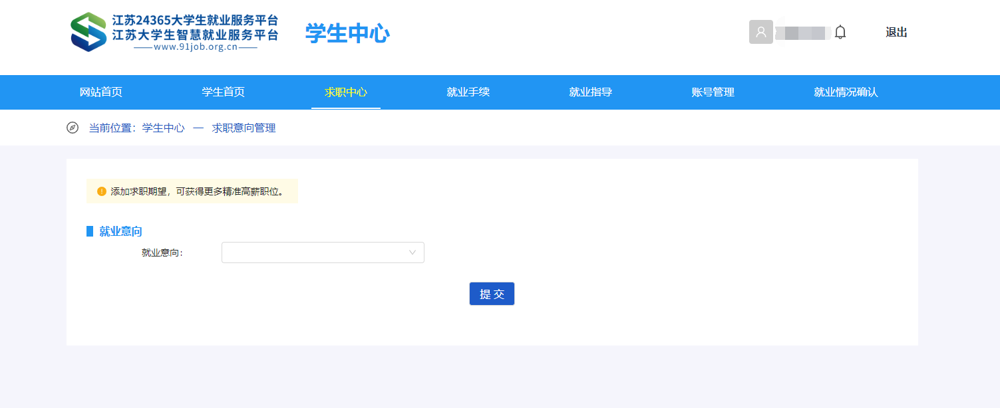 江苏24365大学生就业服务平台
江苏大学生智慧就业服务平台
www.91job.org.cn
学生中心
退出
网站首页 学生首页 求职中心 就业手续 就业指导 账号管理 就业情况确认
当前位置：学生中心 — 求职意向管理
添加求职期望，可获得更多精准高薪职位。
就业意向
就业意向：
提 交